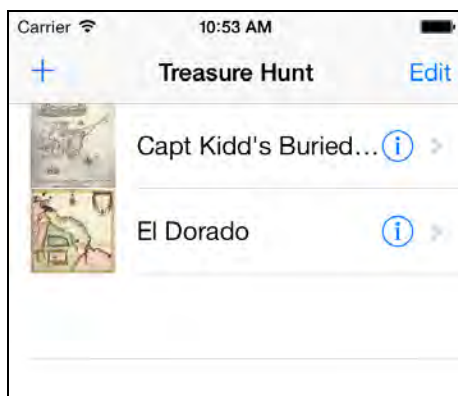 Carrier 10:53 AM
+ Treasure Hunt Edit
Capt Kidd's Buried... i
El Dorado i